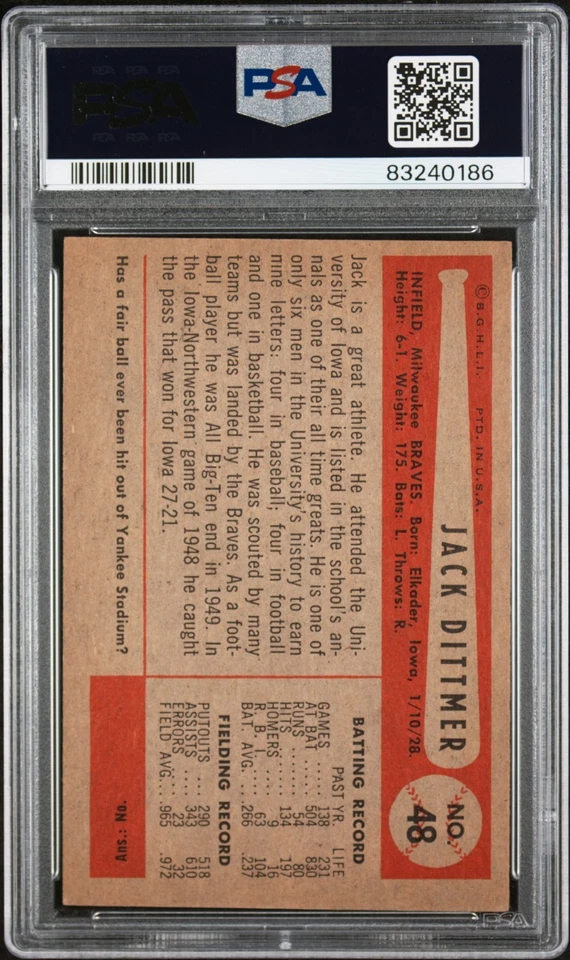 PSA
PSA
83240186
© B.G.H.L.I. PTD. IN U.S.A.
JACK DITTMER
NO.
48
INFIELD, Milwaukee BRAVES. Born: Elkader, Iowa, 1/10/28.
Height: 6-1. Weight: 175. Bats: L. Throws: R.
Jack is a great athlete. He attended the Uni-
versity of Iowa and is listed in the school's an-
nals as one of their all time greats. He is one of
only six men in the University's history to earn
nine letters: four in baseball; four in football
and one in basketball. He was scouted by many
teams but was landed by the Braves. As a foot-
ball player he was All Big-Ten end in 1949. In
the Iowa-Northwestern game of 1948 he caught
the pass that won for Iowa 27-21.
BATTING RECORD
PAST YR. LIFE
GAMES ..... 138 231
AT BAT ..... 504 830
RUNS ..... 54 80
HITS ..... 134 197
HOMERS ..... 9 16
R. B. I. ..... 63 104
BAT. AVG. .. .266 .237
FIELDING RECORD
PUTOUTS ... 290 518
ASSISTS .... 343 610
ERRORS .... 23 32
FIELD AVG... .965 .972
Has a fair ball ever been hit out of Yankee Stadium?
Ans.: NO.
PSA